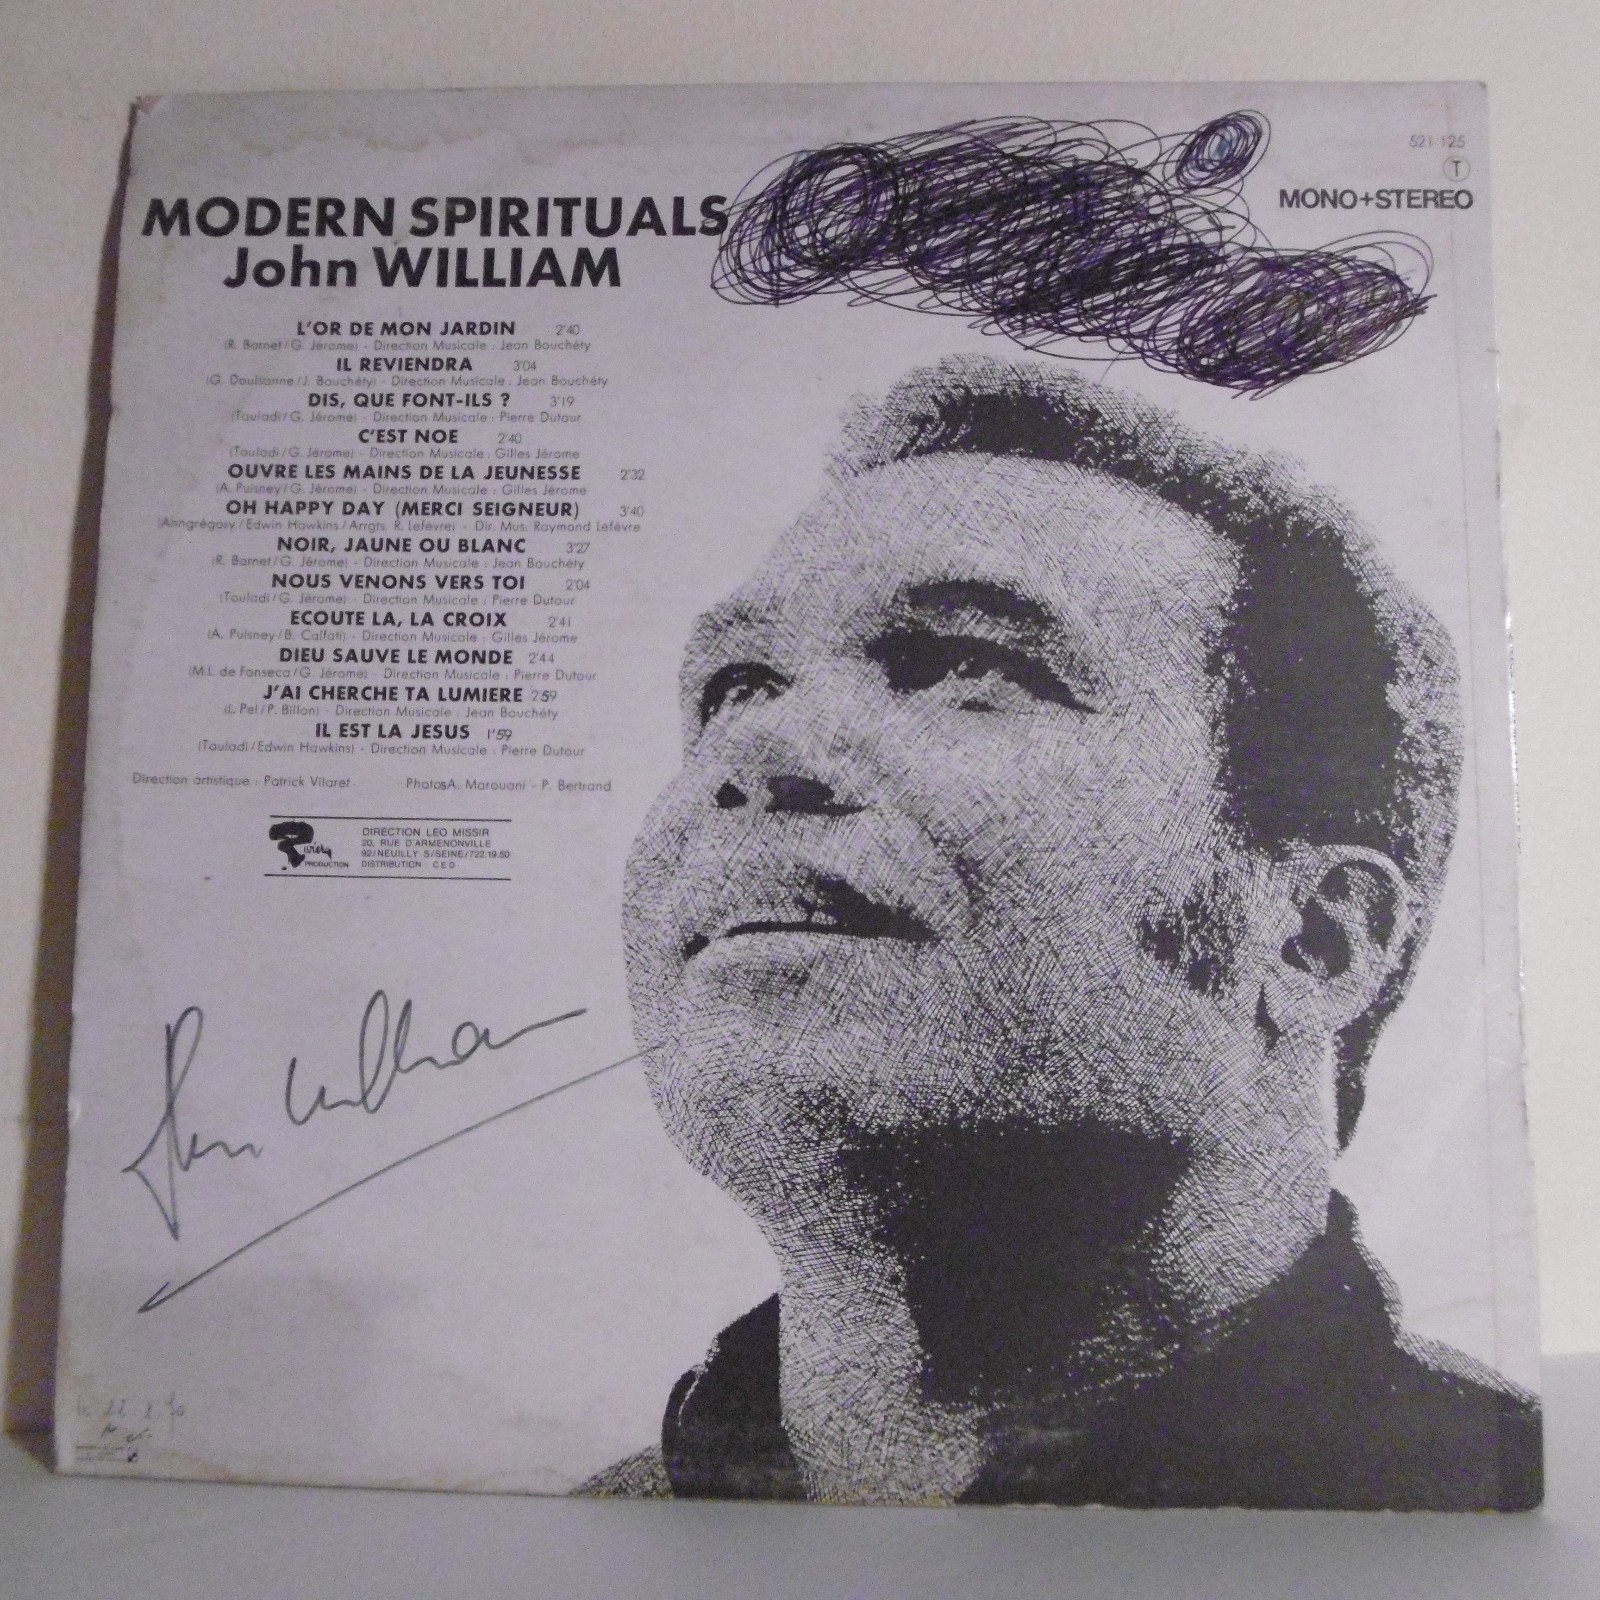 521 125
T
MONO+STEREO
MODERN SPIRITUALS
John WILLIAM
L'OR DE MON JARDIN 2'40
(R. Barnet/G. Jérome) - Direction Musicale : Jean Bouchéty
IL REVIENDRA 3'04
(G. Doulsanne/J. Bouchéty) - Direction Musicale : Jean Bouchéty
DIS, QUE FONT-ILS ? 3'19
(Touladi/G. Jérome) - Direction Musicale : Pierre Dutour
C'EST NOE 2'40
(Touladi/G. Jérome) - Direction Musicale : Gilles Jérome
OUVRE LES MAINS DE LA JEUNESSE 2'32
(A. Puisney/G. Jérome) - Direction Musicale : Gilles Jérome
OH HAPPY DAY (MERCI SEIGNEUR) 3'40
(Anngrégory/Edwin Hawkins/Arrgts. R. Lefèvre) - Dir. Mus. Raymond Lefèvre
NOIR, JAUNE OU BLANC 3'27
(R. Barnet/G. Jérome) - Direction Musicale : Jean Bouchéty
NOUS VENONS VERS TOI 2'04
(Touladi/G. Jérome) - Direction Musicale : Pierre Dutour
ECOUTE LA, LA CROIX 2'41
(A. Puisney/B. Calfati) - Direction Musicale : Gilles Jérome
DIEU SAUVE LE MONDE 2'44
(M.L. de Fonseca/G. Jérome) - Direction Musicale : Pierre Dutour
J'AI CHERCHE TA LUMIERE 2'59
(L. Pel/P. Billon) - Direction Musicale : Jean Bouchéty
IL EST LA JESUS 1'59
(Touladi/Edwin Hawkins) - Direction Musicale : Pierre Dutour
Direction artistique : Patrick Vilaret Photos A. Marouani - P. Bertrand
Riviera
PRODUCTION
DIRECTION LEO MISSIR
20, RUE D'ARMENONVILLE
92/NEUILLY S/SEINE/722.19.50
DISTRIBUTION C E D
John William